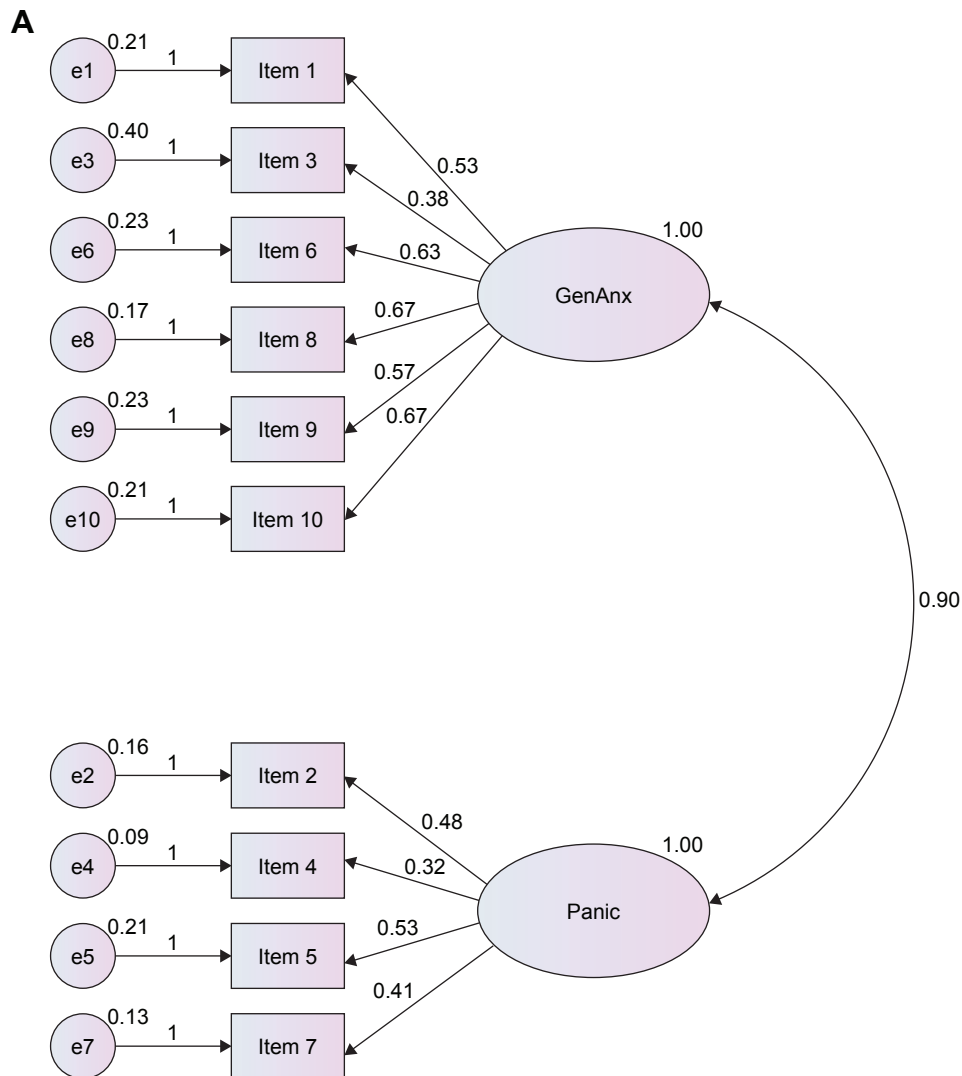 A
0.21
e1
1
Item 1
0.40
e3
1
Item 3
0.23
e6
1
Item 6
0.17
e8
1
Item 8
0.23
e9
1
Item 9
0.21
e10
1
Item 10
0.53
0.38
0.63
0.67
0.57
0.67
1.00
GenAnx
0.90
0.16
e2
1
Item 2
0.09
e4
1
Item 4
0.21
e5
1
Item 5
0.13
e7
1
Item 7
0.48
0.32
0.53
0.41
1.00
Panic